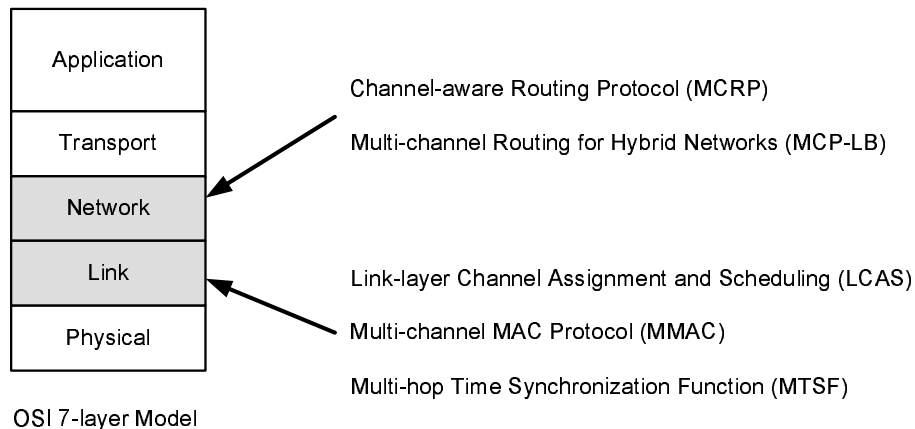 Application
Transport
Network
Link
Physical
OSI 7-layer Model
Channel-aware Routing Protocol (MCRP)
Multi-channel Routing for Hybrid Networks (MCP-LB)
Link-layer Channel Assignment and Scheduling (LCAS)
Multi-channel MAC Protocol (MMAC)
Multi-hop Time Synchronization Function (MTSF)